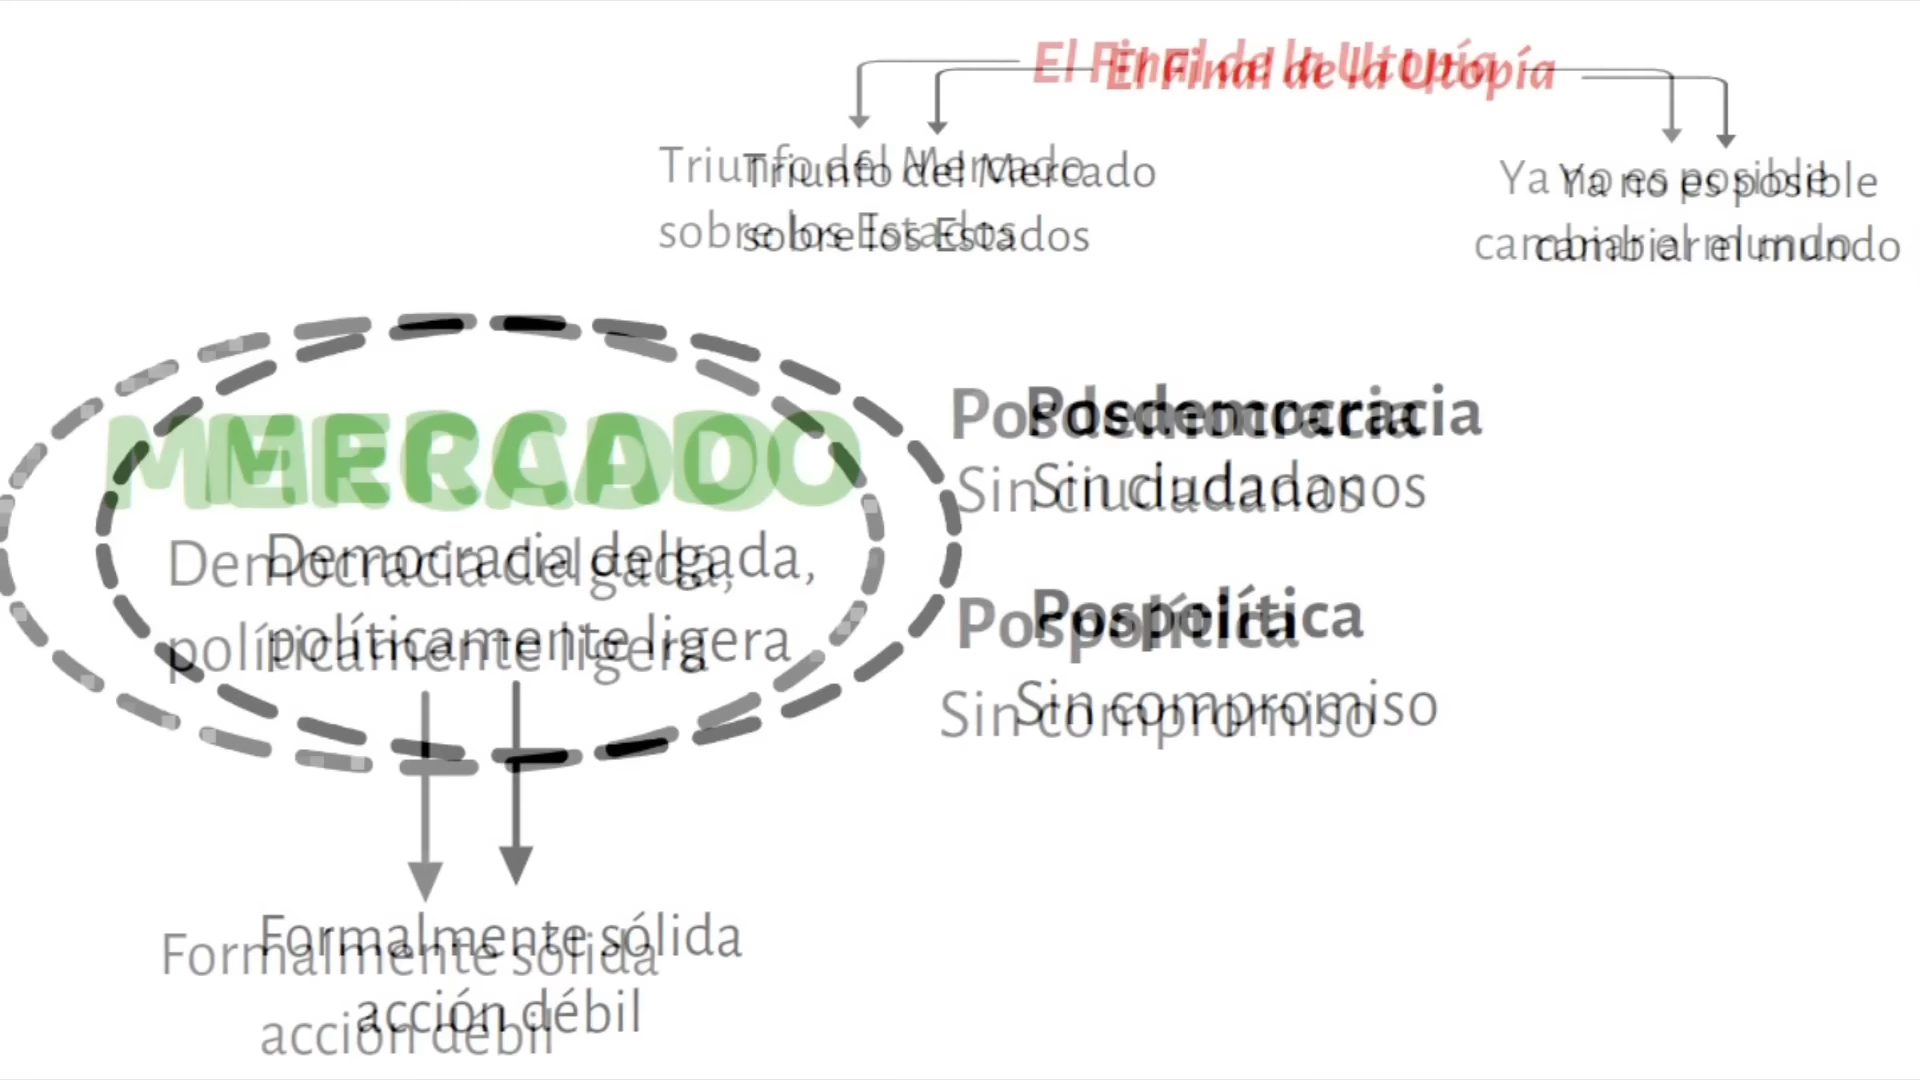 El Final de la Utopía
Triunfo del Mercado
sobre los Estados
Ya no es posible
cambiar el mundo
MERCADO
Democracia delgada,
políticamente ligera
Posdemocracia
Sin ciudadanos
Pospolítica
Sin compromiso
Formalmente sólida
acción débil